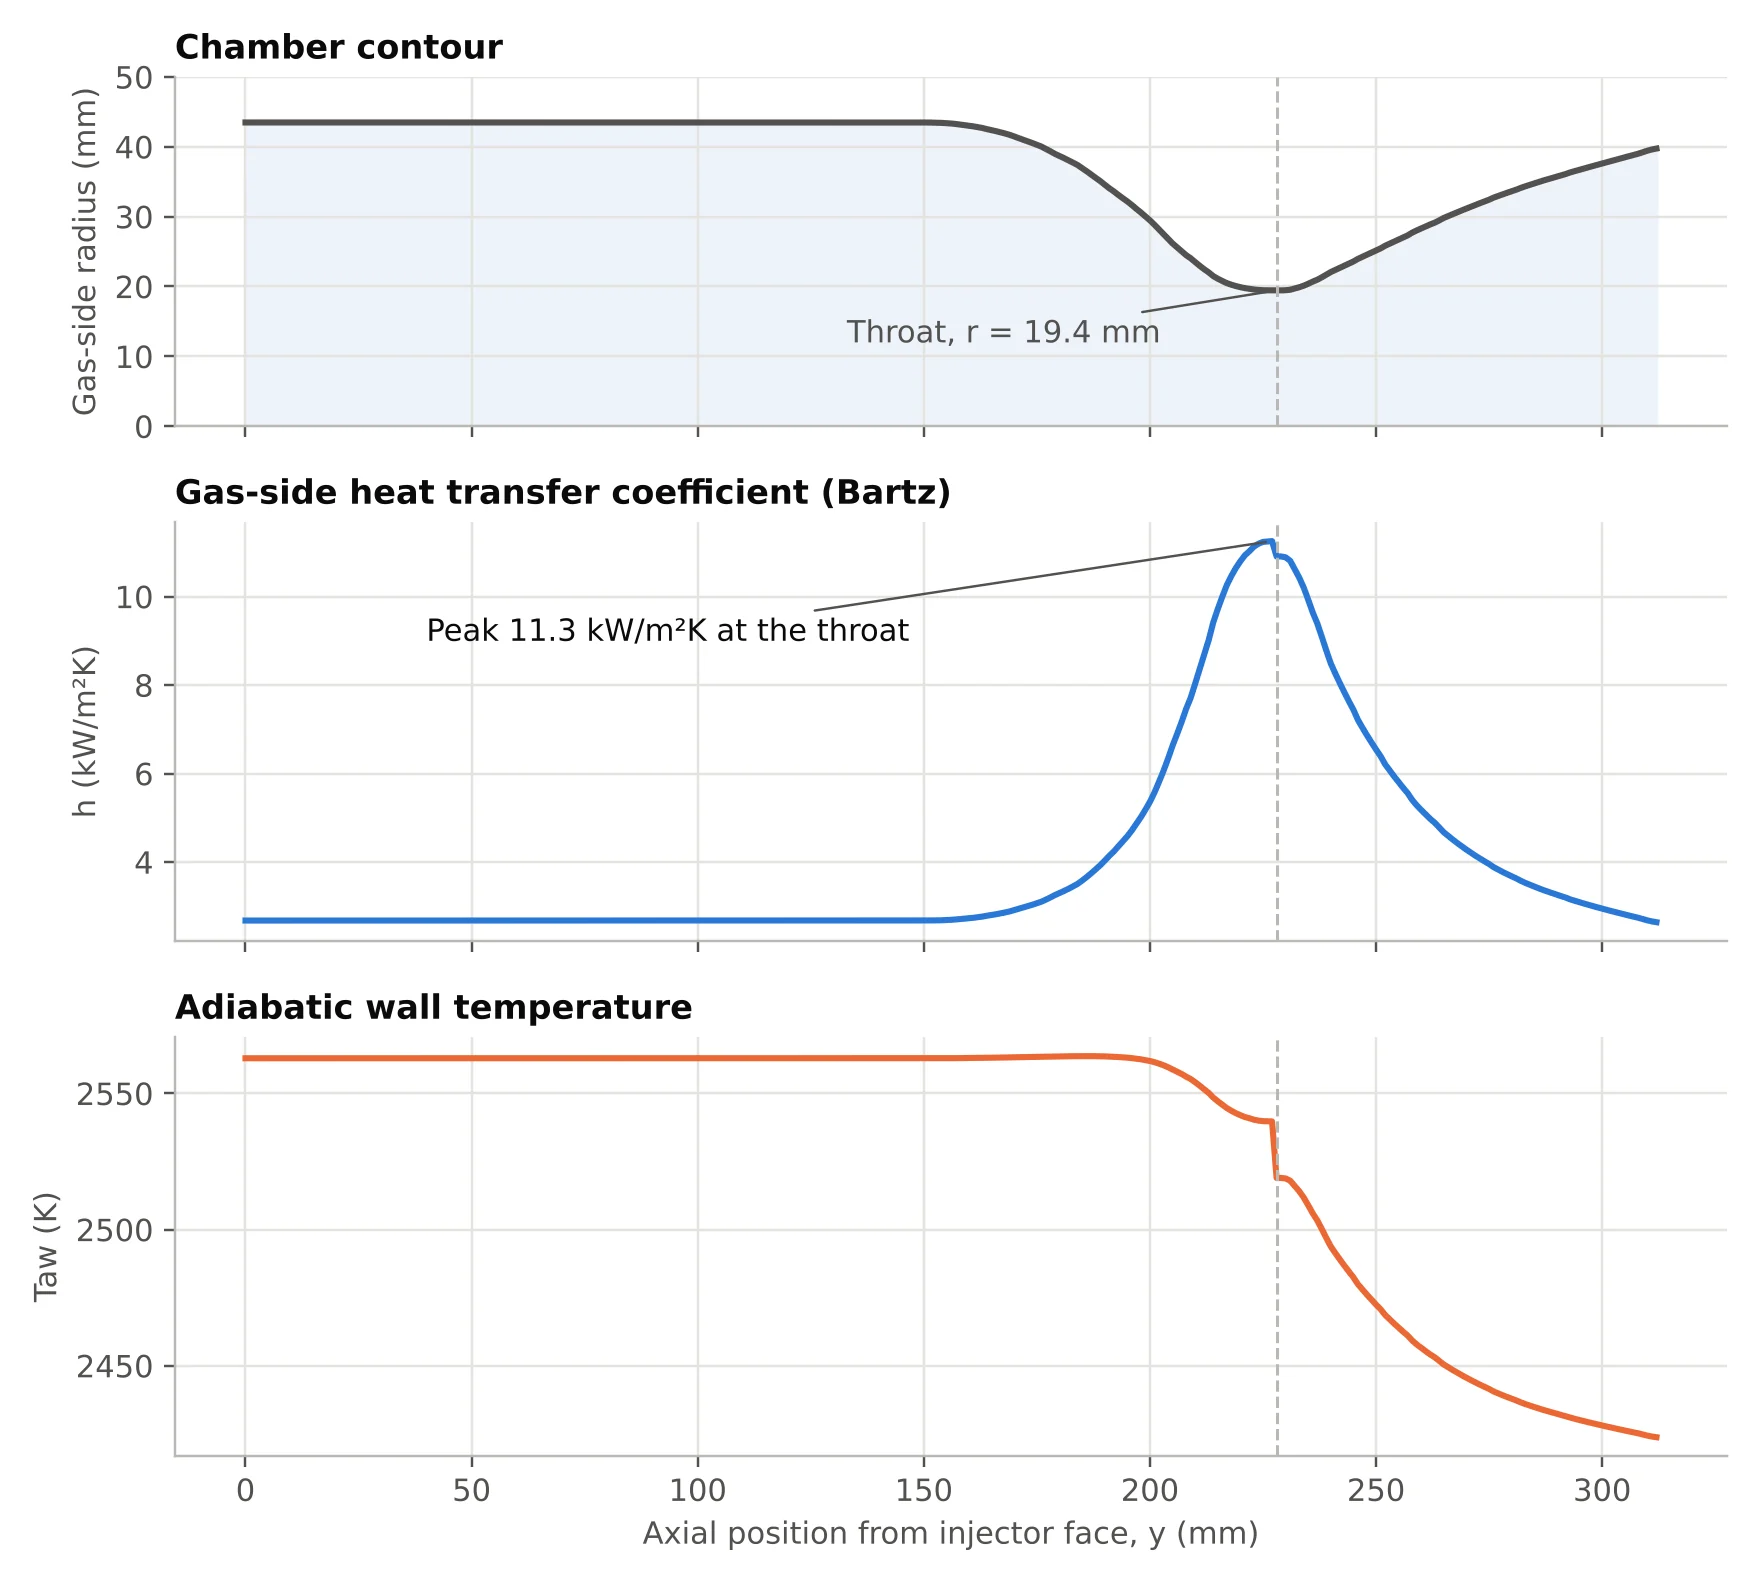 Chamber contour
50
40
30
20
10
0
Gas-side radius (mm)
Throat, r = 19.4 mm
Gas-side heat transfer coefficient (Bartz)
10
8
6
4
h (kW/m²K)
Peak 11.3 kW/m²K at the throat
Adiabatic wall temperature
2550
2500
2450
Taw (K)
0 50 100 150 200 250 300
Axial position from injector face, y (mm)